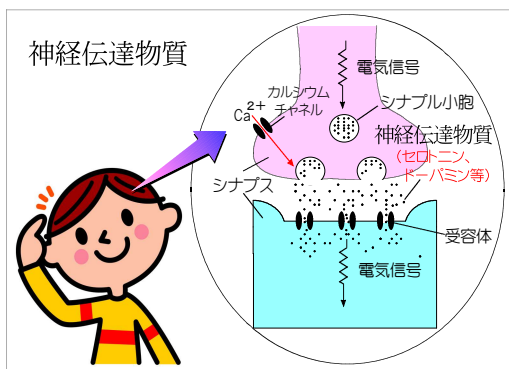 神経伝達物質
電気信号
カルシウム
チャネル
Ca2+
シナプル小胞
神経伝達物質
(セロトニン、
ドーパミン等)
シナプス
受容体
電気信号